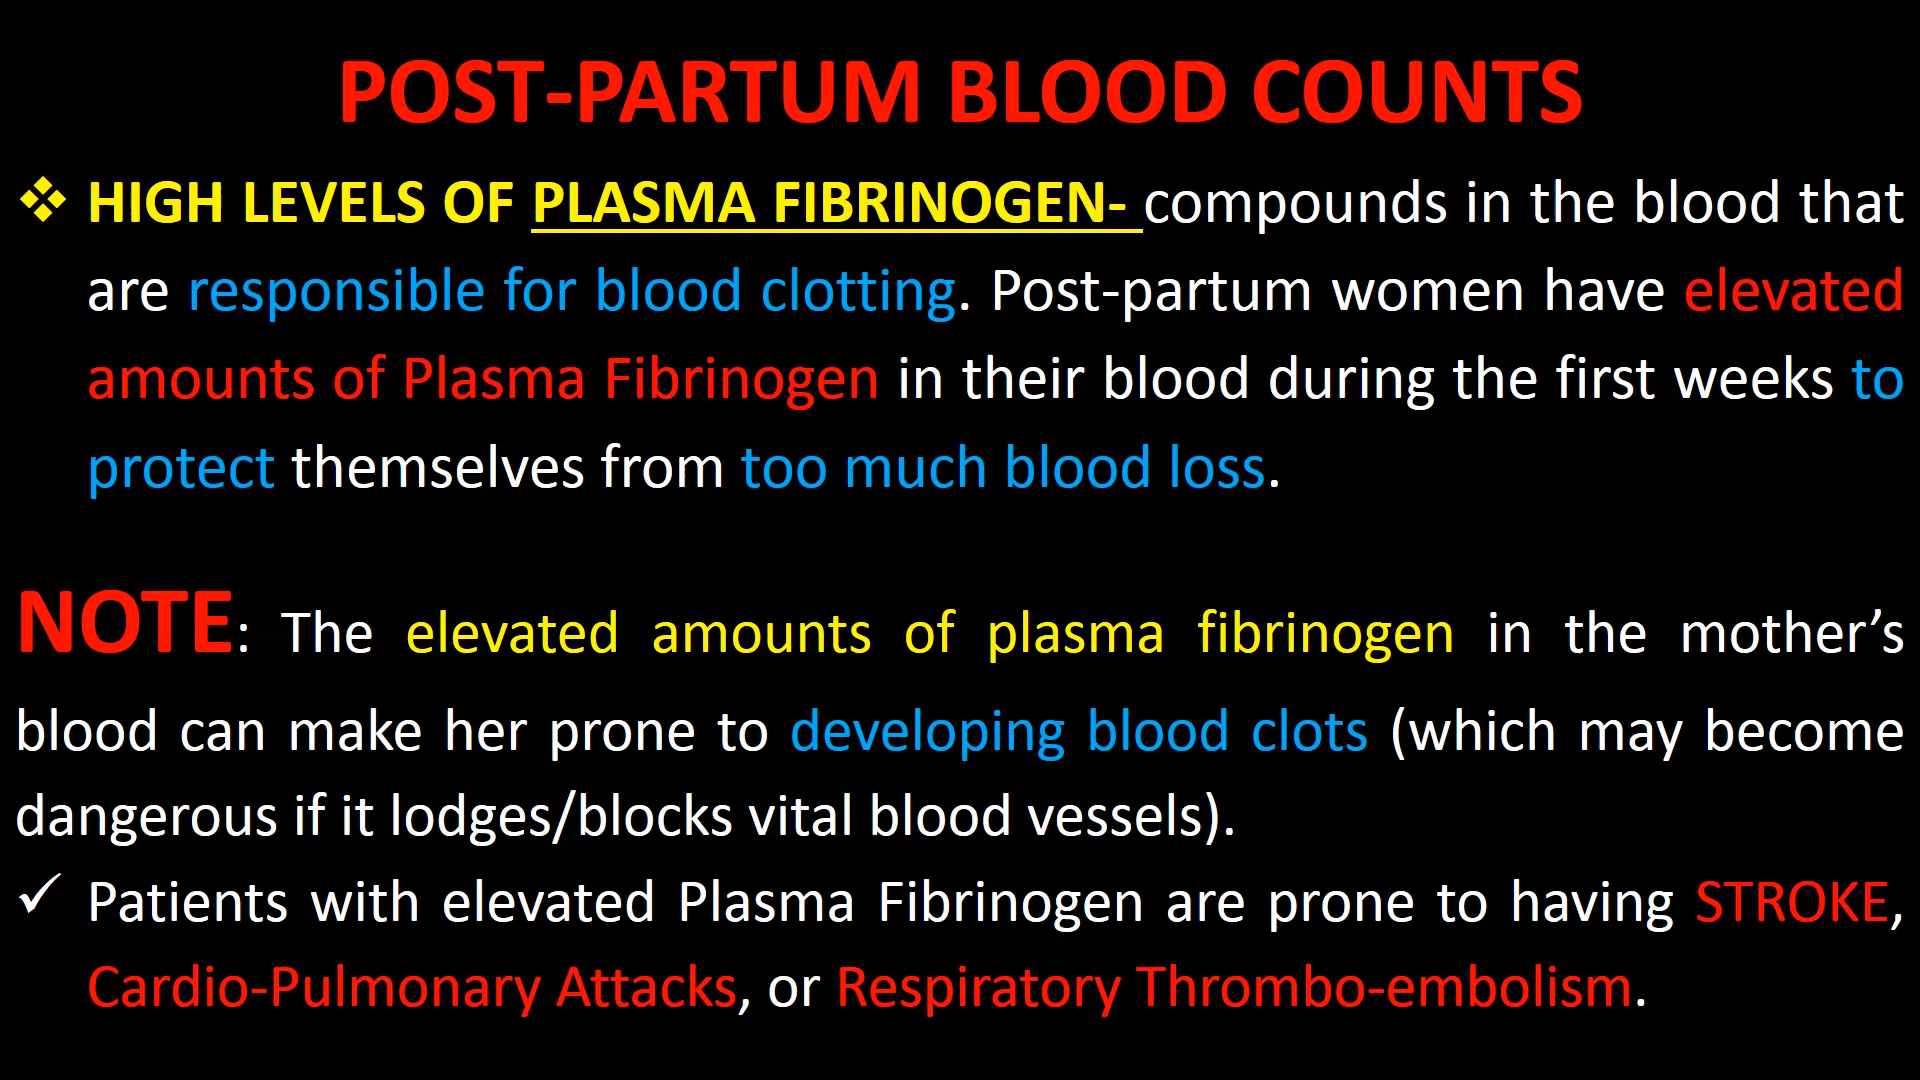 POST-PARTUM BLOOD COUNTS
❖ HIGH LEVELS OF PLASMA FIBRINOGEN- compounds in the blood that
are responsible for blood clotting. Post-partum women have elevated
amounts of Plasma Fibrinogen in their blood during the first weeks to
protect themselves from too much blood loss.
NOTE: The elevated amounts of plasma fibrinogen in the mother’s
blood can make her prone to developing blood clots (which may become
dangerous if it lodges/blocks vital blood vessels).
✓ Patients with elevated Plasma Fibrinogen are prone to having STROKE,
Cardio-Pulmonary Attacks, or Respiratory Thrombo-embolism.